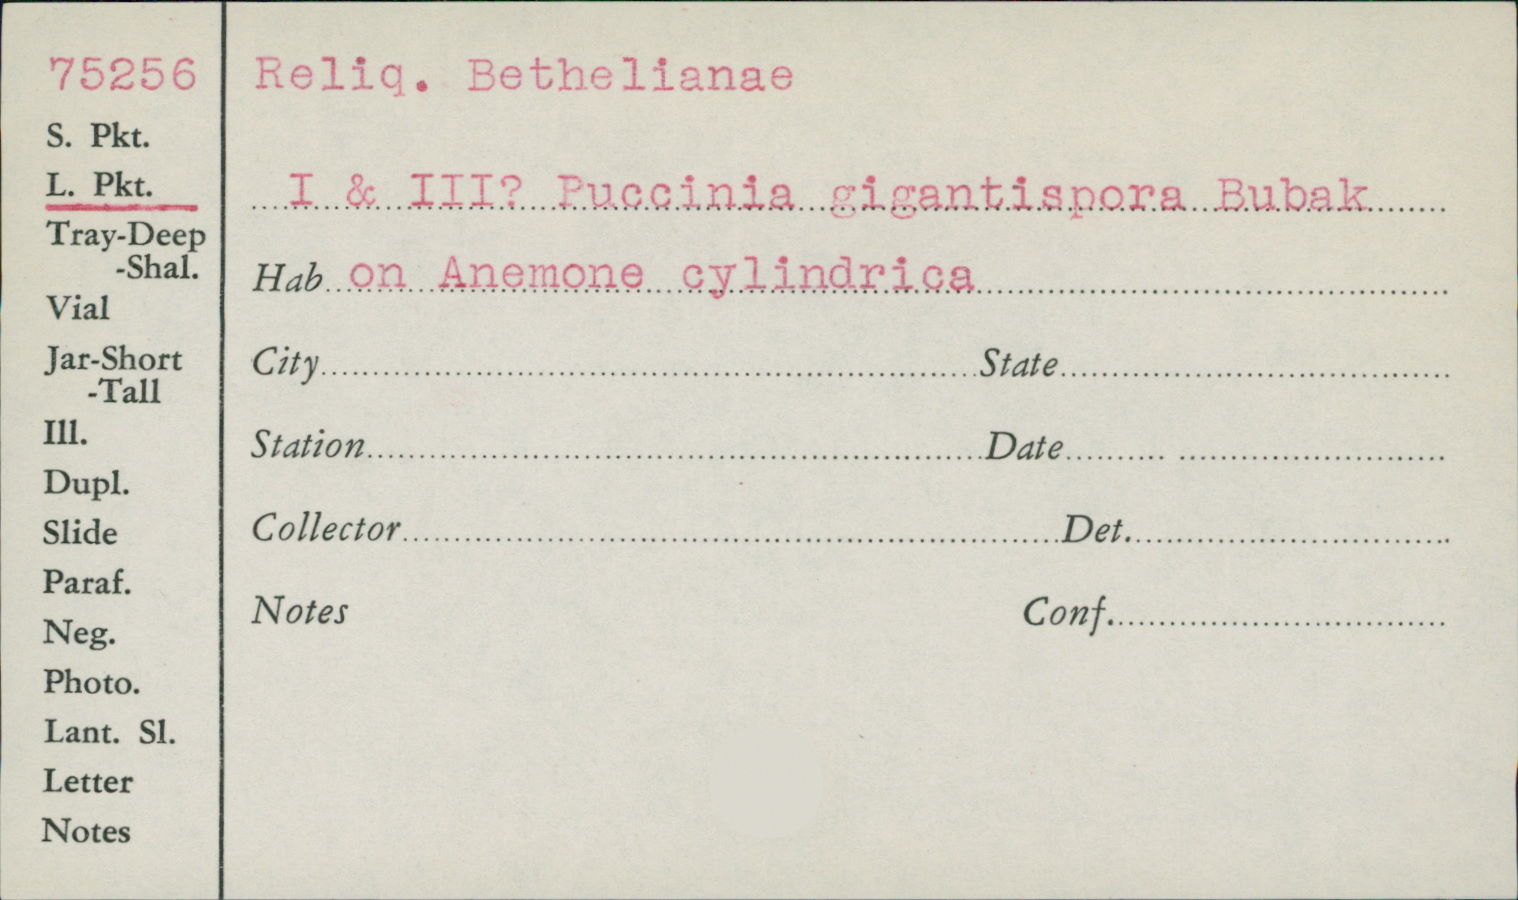 75256
Reliq. Bethelianae
S. Pkt.
L. Pkt.
I & III? Puccinia gigantispora Bubak
Tray-Deep
-Shal.
Hab on Anemone cylindrica
Vial
Jar-Short
-Tall
City State
Ill.
Station Date
Dupl.
Slide
Collector Det.
Paraf.
Neg.
Notes Conf.
Photo.
Lant. Sl.
Letter
Notes